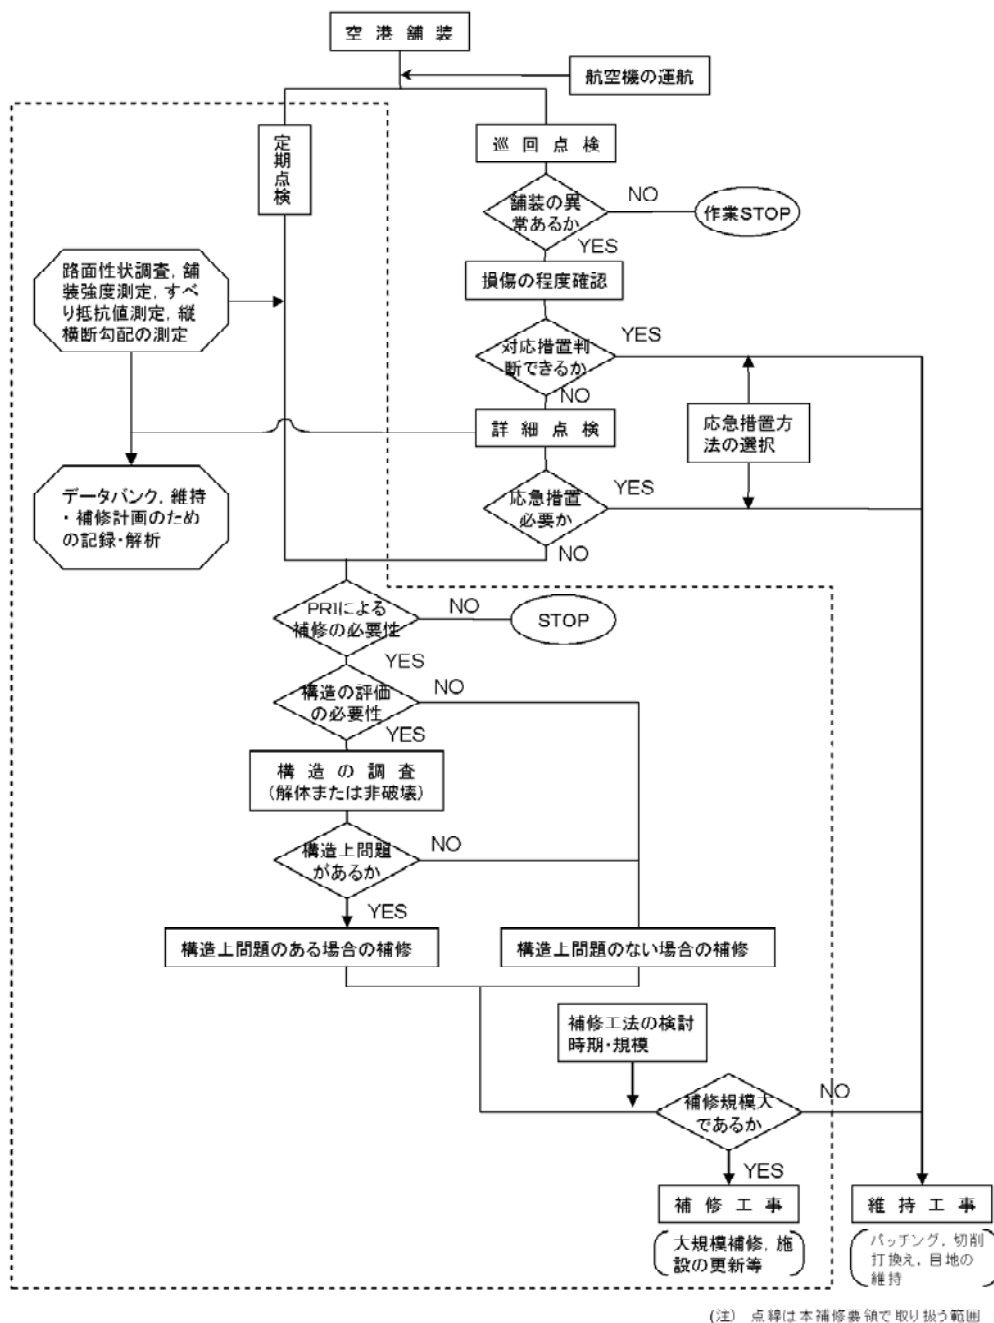 空港舗装
航空機の運航
定期点検
巡回点検
舗装の異
常あるか
NO
作業STOP
YES
路面性状調査，舗
装強度測定，すべ
り抵抗値測定，縦
横断勾配の測定
損傷の程度確認
対応措置判
断できるか
YES
NO
詳細点検
応急措置方
法の選択
データバンク，維持
・補修計画のため
の記録・解析
応急措置
必要か
YES
NO
PRIによる
補修の必要性
NO
STOP
YES
構造の評価
の必要性
NO
YES
構造の調査
（解体または非破壊）
構造上問題
があるか
NO
YES
構造上問題のある場合の補修
構造上問題のない場合の補修
補修工法の検討
時期・規模
補修規模大
であるか
NO
YES
補修工事
大規模補修，施
設の更新等
維持工事
パッチング，切削
打換え，目地の
維持
(注) 点線は本補修要領で取り扱う範囲